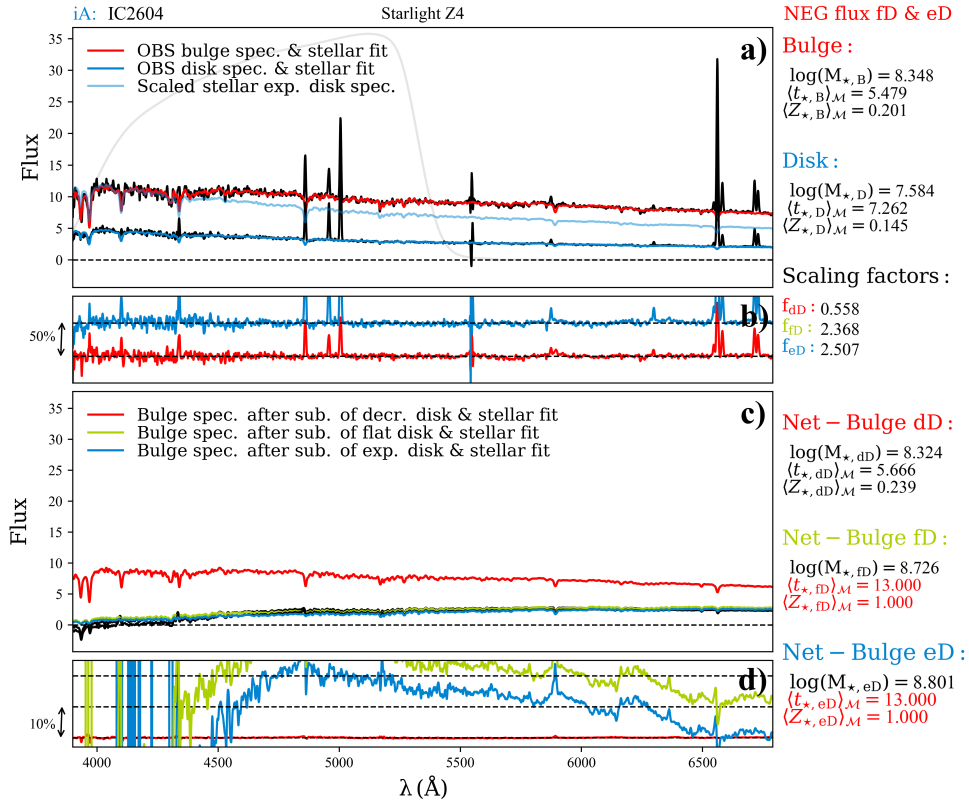 iA: IC2604
Starlight Z4
NEG flux fD & eD
a)
OBS bulge spec. & stellar fit
OBS disk spec. & stellar fit
Scaled stellar exp. disk spec.
Flux
35
30
25
20
15
10
5
0
Bulge:
log(M⋆, B) = 8.348
⟨t⋆, B⟩ℳ = 5.479
⟨Z⋆, B⟩ℳ = 0.201
Disk:
log(M⋆, D) = 7.584
⟨t⋆, D⟩ℳ = 7.262
⟨Z⋆, D⟩ℳ = 0.145
Scaling factors:
fdD: 0.558
ffD: 2.368
feD: 2.507
b)
50%
c)
Bulge spec. after sub. of decr. disk & stellar fit
Bulge spec. after sub. of flat disk & stellar fit
Bulge spec. after sub. of exp. disk & stellar fit
Flux
35
30
25
20
15
10
5
0
Net − Bulge dD:
log(M⋆, dD) = 8.324
⟨t⋆, dD⟩ℳ = 5.666
⟨Z⋆, dD⟩ℳ = 0.239
Net − Bulge fD:
log(M⋆, fD) = 8.726
⟨t⋆, fD⟩ℳ = 13.000
⟨Z⋆, fD⟩ℳ = 1.000
Net − Bulge eD:
log(M⋆, eD) = 8.801
⟨t⋆, eD⟩ℳ = 13.000
⟨Z⋆, eD⟩ℳ = 1.000
d)
10%
4000 4500 5000 5500 6000 6500
λ (Å)